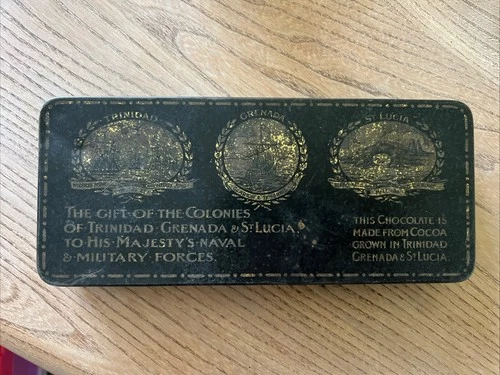 TRINIDAD
GRENADA
ST LUCIA
THE GIFT OF THE COLONIES
OF TRINIDAD, GRENADA & ST LUCIA,
TO HIS MAJESTY'S NAVAL
& MILITARY FORCES.
THIS CHOCOLATE IS
MADE FROM COCOA
GROWN IN TRINIDAD
GRENADA & ST LUCIA.